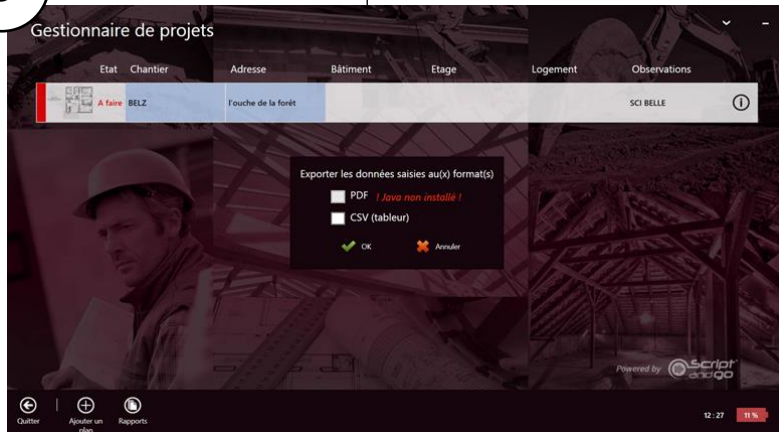 Gestionnaire de projets
Etat Chantier Adresse Bâtiment Etage Logement Observations
A faire BELZ l'ouche de la forêt SCI BELLE
Exporter les données saisies au(x) format(s)
PDF ! Java non installé !
CSV (tableur)
OK Annuler
Powered by Script
and GO
Quitter Ajouter un Rapports 12:27 11 %
plan